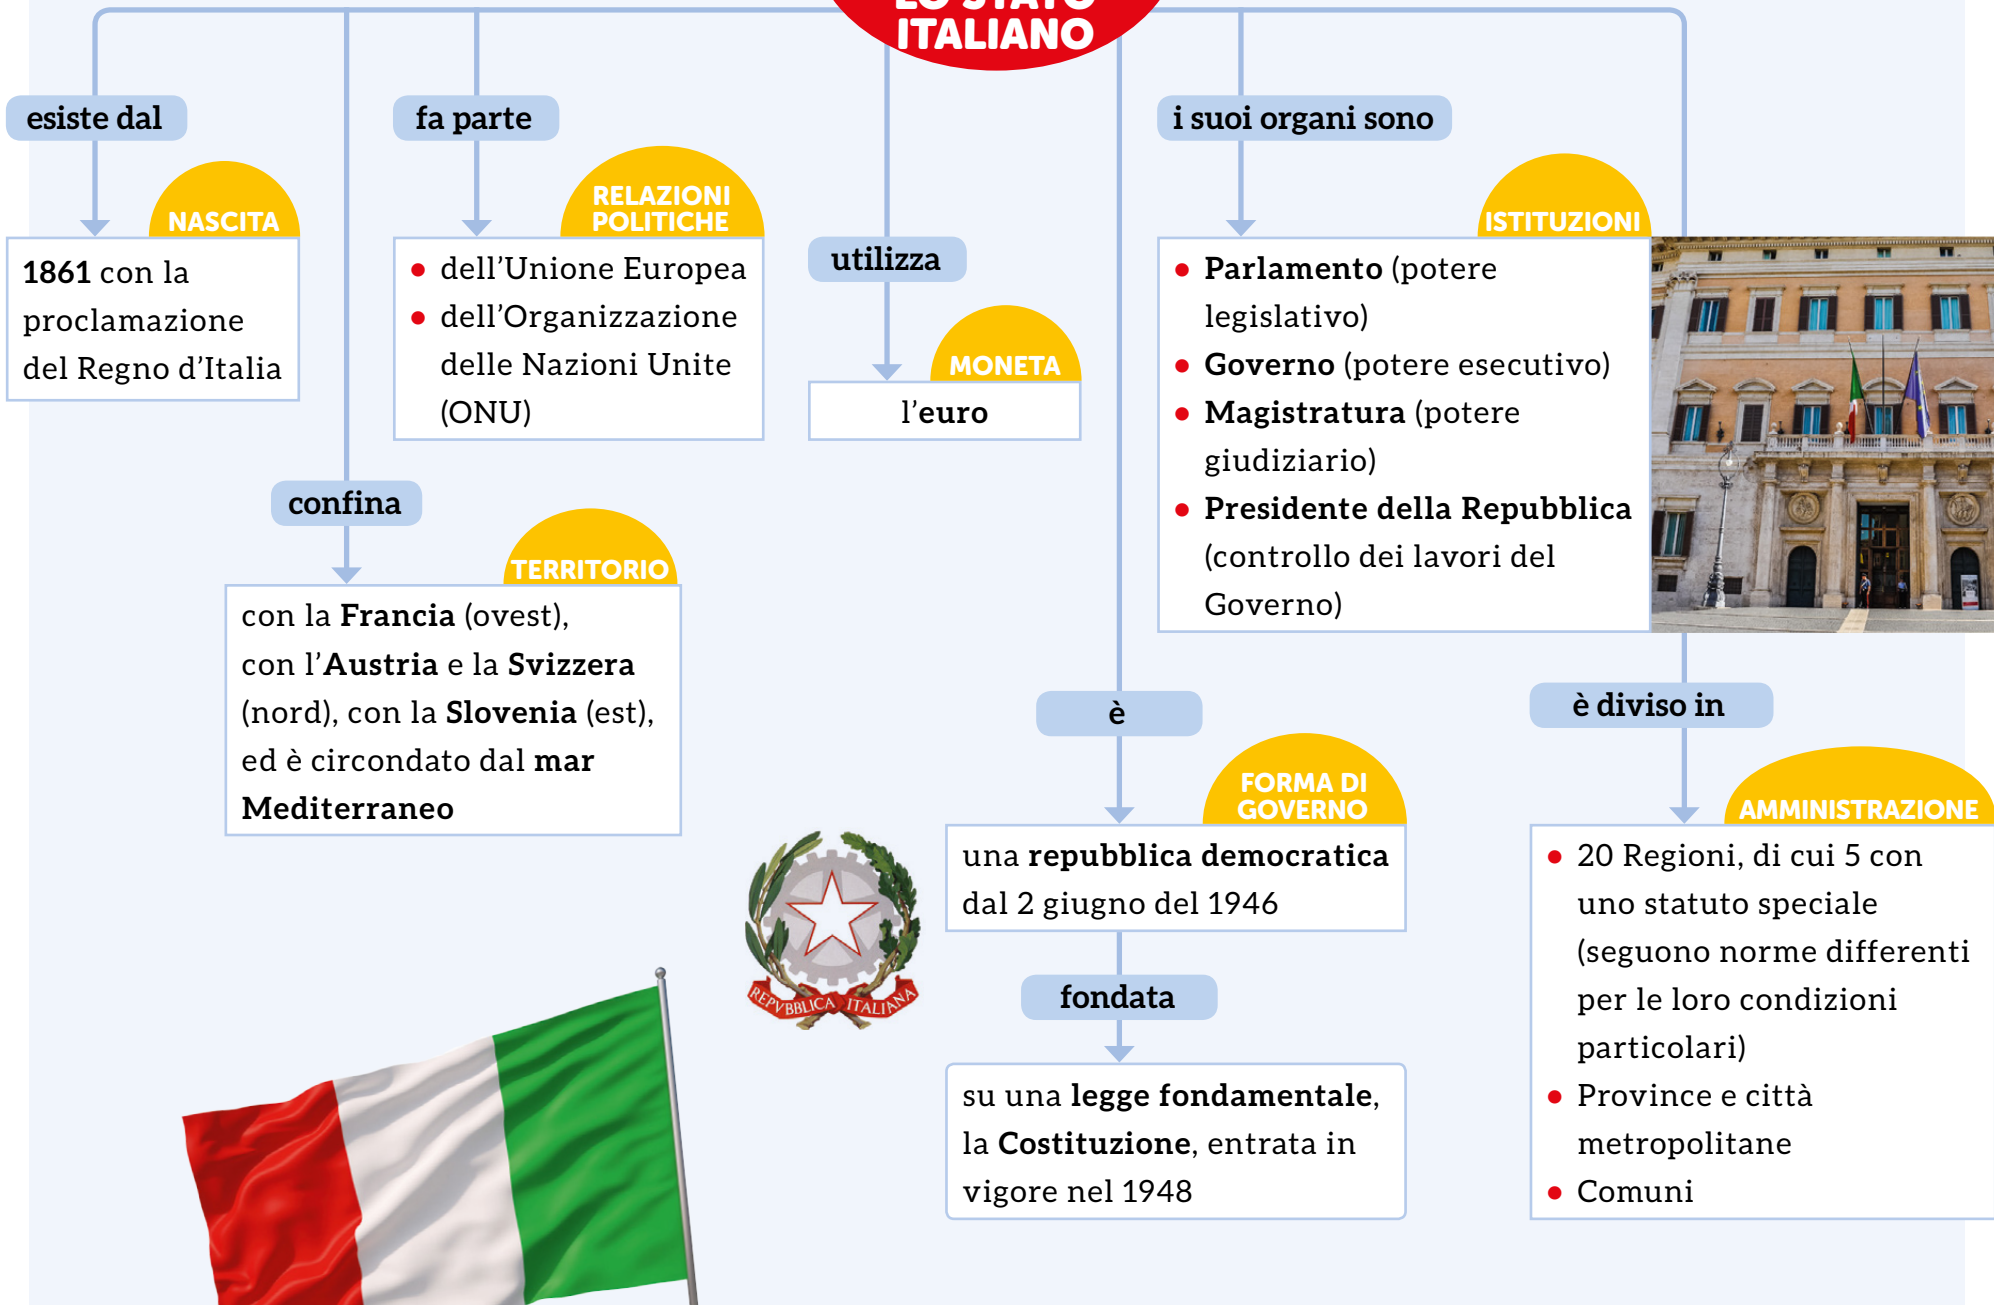 LO STATO
ITALIANO
esiste dal
NASCITA
1861 con la
proclamazione
del Regno d'Italia
confina
TERRITORIO
con la Francia (ovest),
con l'Austria e la Svizzera
(nord), con la Slovenia (est),
ed è circondato dal mar
Mediterraneo
fa parte
RELAZIONI
POLITICHE
• dell'Unione Europea
• dell'Organizzazione
delle Nazioni Unite
(ONU)
utilizza
MONETA
l'euro
è
FORMA DI
GOVERNO
una repubblica democratica
dal 2 giugno del 1946
fondata
su una legge fondamentale,
la Costituzione, entrata in
vigore nel 1948
REPVBBLICA ITALIANA
i suoi organi sono
ISTITUZIONI
• Parlamento (potere
legislativo)
• Governo (potere esecutivo)
• Magistratura (potere
giudiziario)
• Presidente della Repubblica
(controllo dei lavori del
Governo)
è diviso in
AMMINISTRAZIONE
• 20 Regioni, di cui 5 con
uno statuto speciale
(seguono norme differenti
per le loro condizioni
particolari)
• Province e città
metropolitane
• Comuni